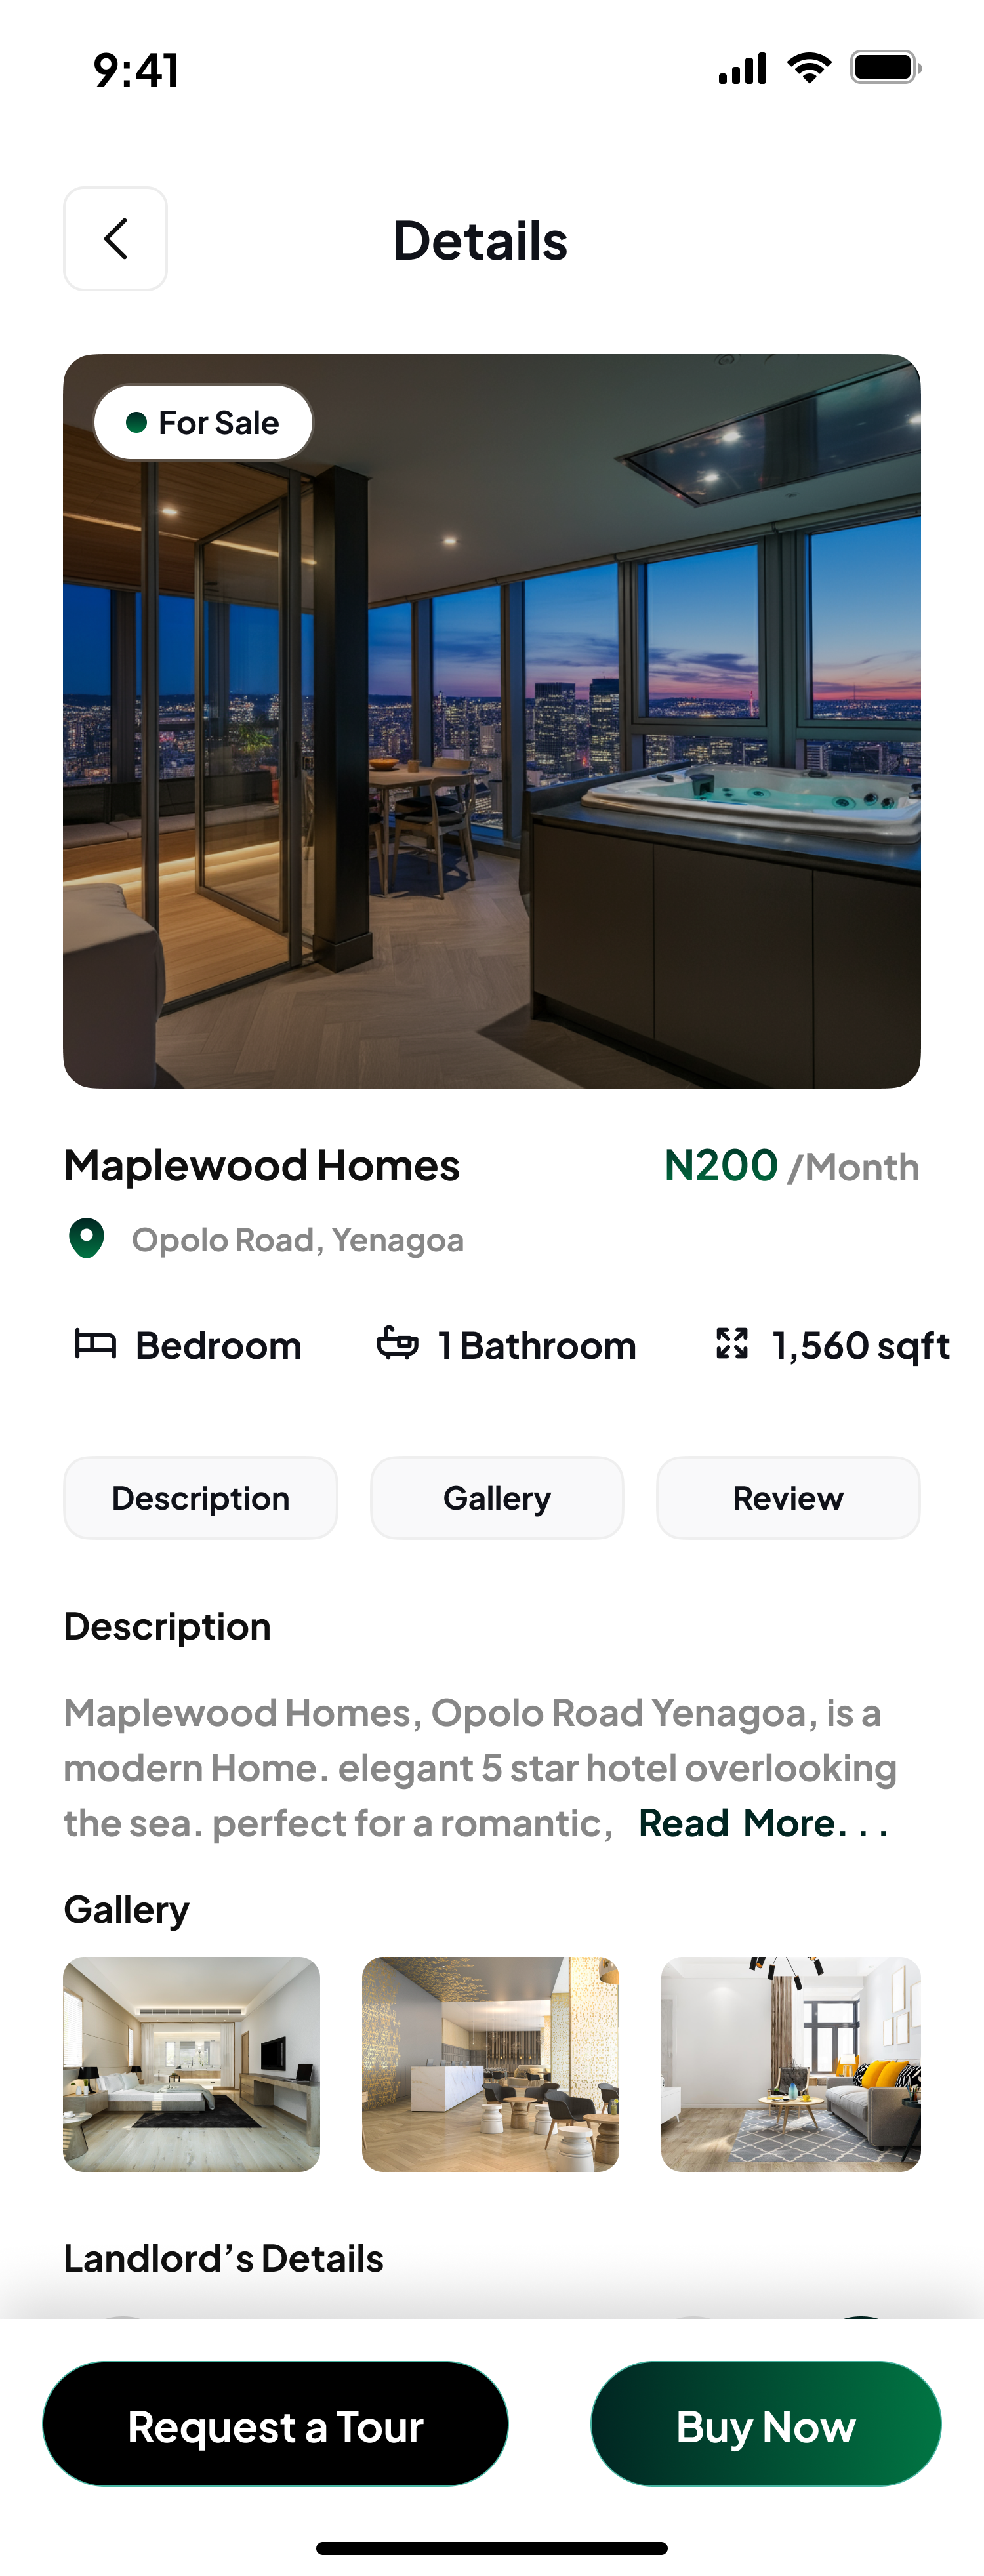 9:41
Details
For Sale
Maplewood Homes
N200 /Month
Opolo Road, Yenagoa
Bedroom
1 Bathroom
1,560 sqft
Description
Gallery
Review
Description
Maplewood Homes, Opolo Road Yenagoa, is a
modern Home. elegant 5 star hotel overlooking
the sea. perfect for a romantic, Read More. . .
Gallery
Landlord’s Details
Request a Tour
Buy Now